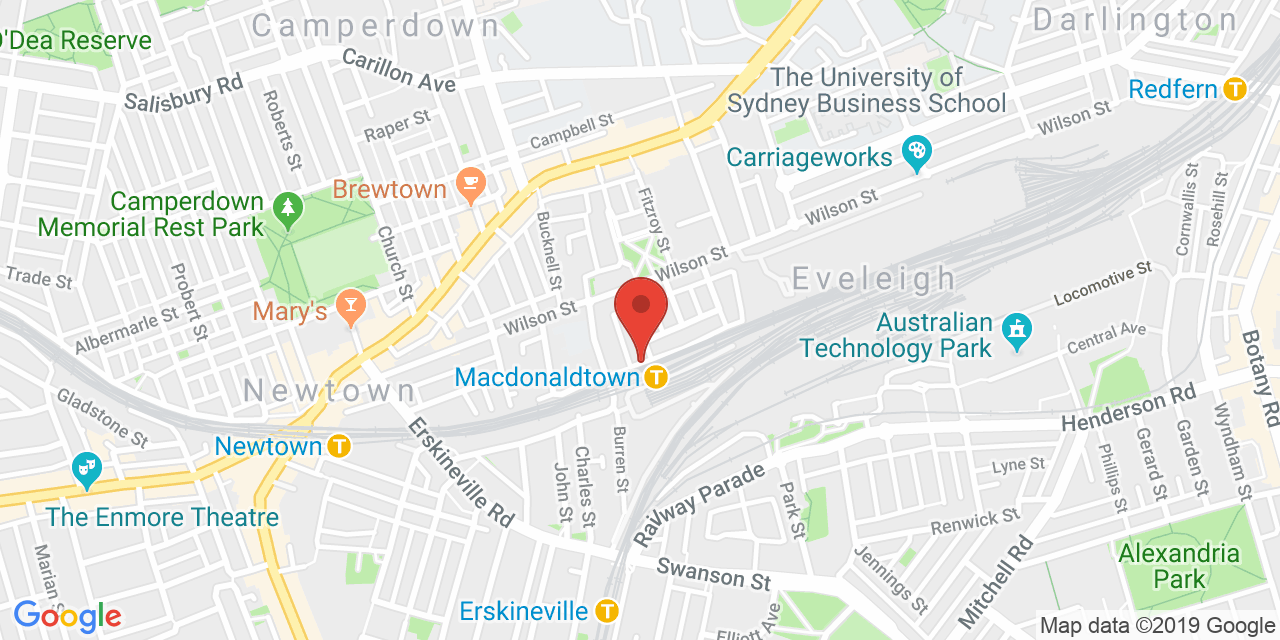 Camperdown
Darlington
O'Dea Reserve
Carillon Ave
Salisbury Rd
The University of
Sydney Business School
Redfern
T
Roberts St
Raper St
Campbell St
Wilson St
Carriageworks
Brewtown
Camperdown
Memorial Rest Park
Fitzroy St
Wilson St
Cornwallis St
Rosehill St
Bucknell St
Church St
Wilson St
Trade St
Probert St
Eveleigh
Locomotive St
Mary's
Wilson St
Albermarle St
Australian
Technology Park
Central Ave
Botany Rd
Macdonaldtown
T
Newtown
Gladstone St
Henderson Rd
Newtown
T
Erskineville Rd
Burren St
Charles St
John St
Railway Parade
Lyne St
Phillips St
Gerard St
Garden St
Wyndham St
The Enmore Theatre
Park St
Renwick St
Marian S
Swanson St
Jennings St
Mitchell Rd
Alexandria
Park
Erskineville
T
Elliott Ave
Google
Map data ©2019 Google